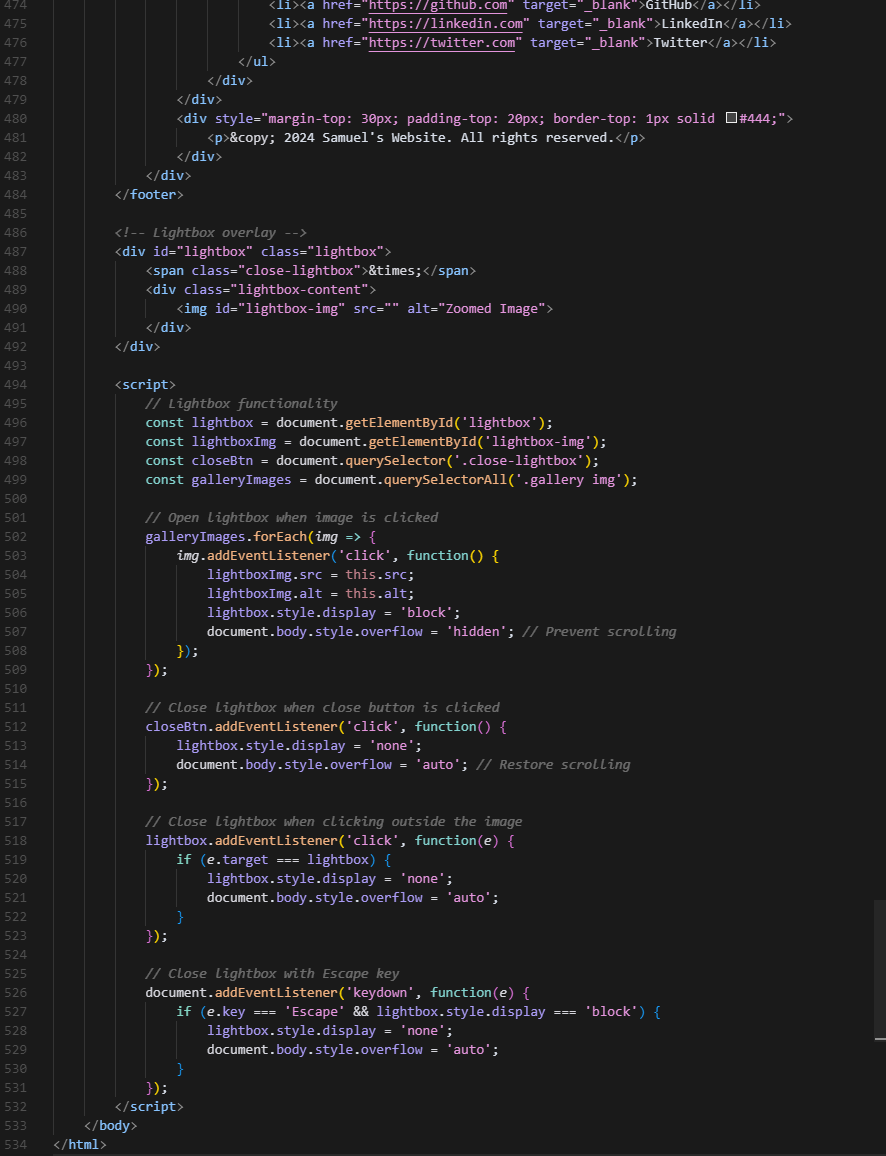 474 <li><a href="https://github.com" target="_blank">GitHub</a></li>
475 <li><a href="https://linkedin.com" target="_blank">LinkedIn</a></li>
476 <li><a href="https://twitter.com" target="_blank">Twitter</a></li>
477 </ul>
478 </div>
479 </div>
480 <div style="margin-top: 30px; padding-top: 20px; border-top: 1px solid #444;">
481 <p>&copy; 2024 Samuel's Website. All rights reserved.</p>
482 </div>
483 </div>
484 </footer>
485
486 <!-- Lightbox overlay -->
487 <div id="lightbox" class="lightbox">
488 <span class="close-lightbox">&times;</span>
489 <div class="lightbox-content">
490 <img id="lightbox-img" src="" alt="Zoomed Image">
491 </div>
492 </div>
493
494 <script>
495 // Lightbox functionality
496 const lightbox = document.getElementById('lightbox');
497 const lightboxImg = document.getElementById('lightbox-img');
498 const closeBtn = document.querySelector('.close-lightbox');
499 const galleryImages = document.querySelectorAll('.gallery img');
500
501 // Open lightbox when image is clicked
502 galleryImages.forEach(img => {
503 img.addEventListener('click', function() {
504 lightboxImg.src = this.src;
505 lightboxImg.alt = this.alt;
506 lightbox.style.display = 'block';
507 document.body.style.overflow = 'hidden'; // Prevent scrolling
508 });
509 });
510
511 // Close lightbox when close button is clicked
512 closeBtn.addEventListener('click', function() {
513 lightbox.style.display = 'none';
514 document.body.style.overflow = 'auto'; // Restore scrolling
515 });
516
517 // Close lightbox when clicking outside the image
518 lightbox.addEventListener('click', function(e) {
519 if (e.target === lightbox) {
520 lightbox.style.display = 'none';
521 document.body.style.overflow = 'auto';
522 }
523 });
524
525 // Close lightbox with Escape key
526 document.addEventListener('keydown', function(e) {
527 if (e.key === 'Escape' && lightbox.style.display === 'block') {
528 lightbox.style.display = 'none';
529 document.body.style.overflow = 'auto';
530 }
531 });
532 </script>
533 </body>
534 </html>